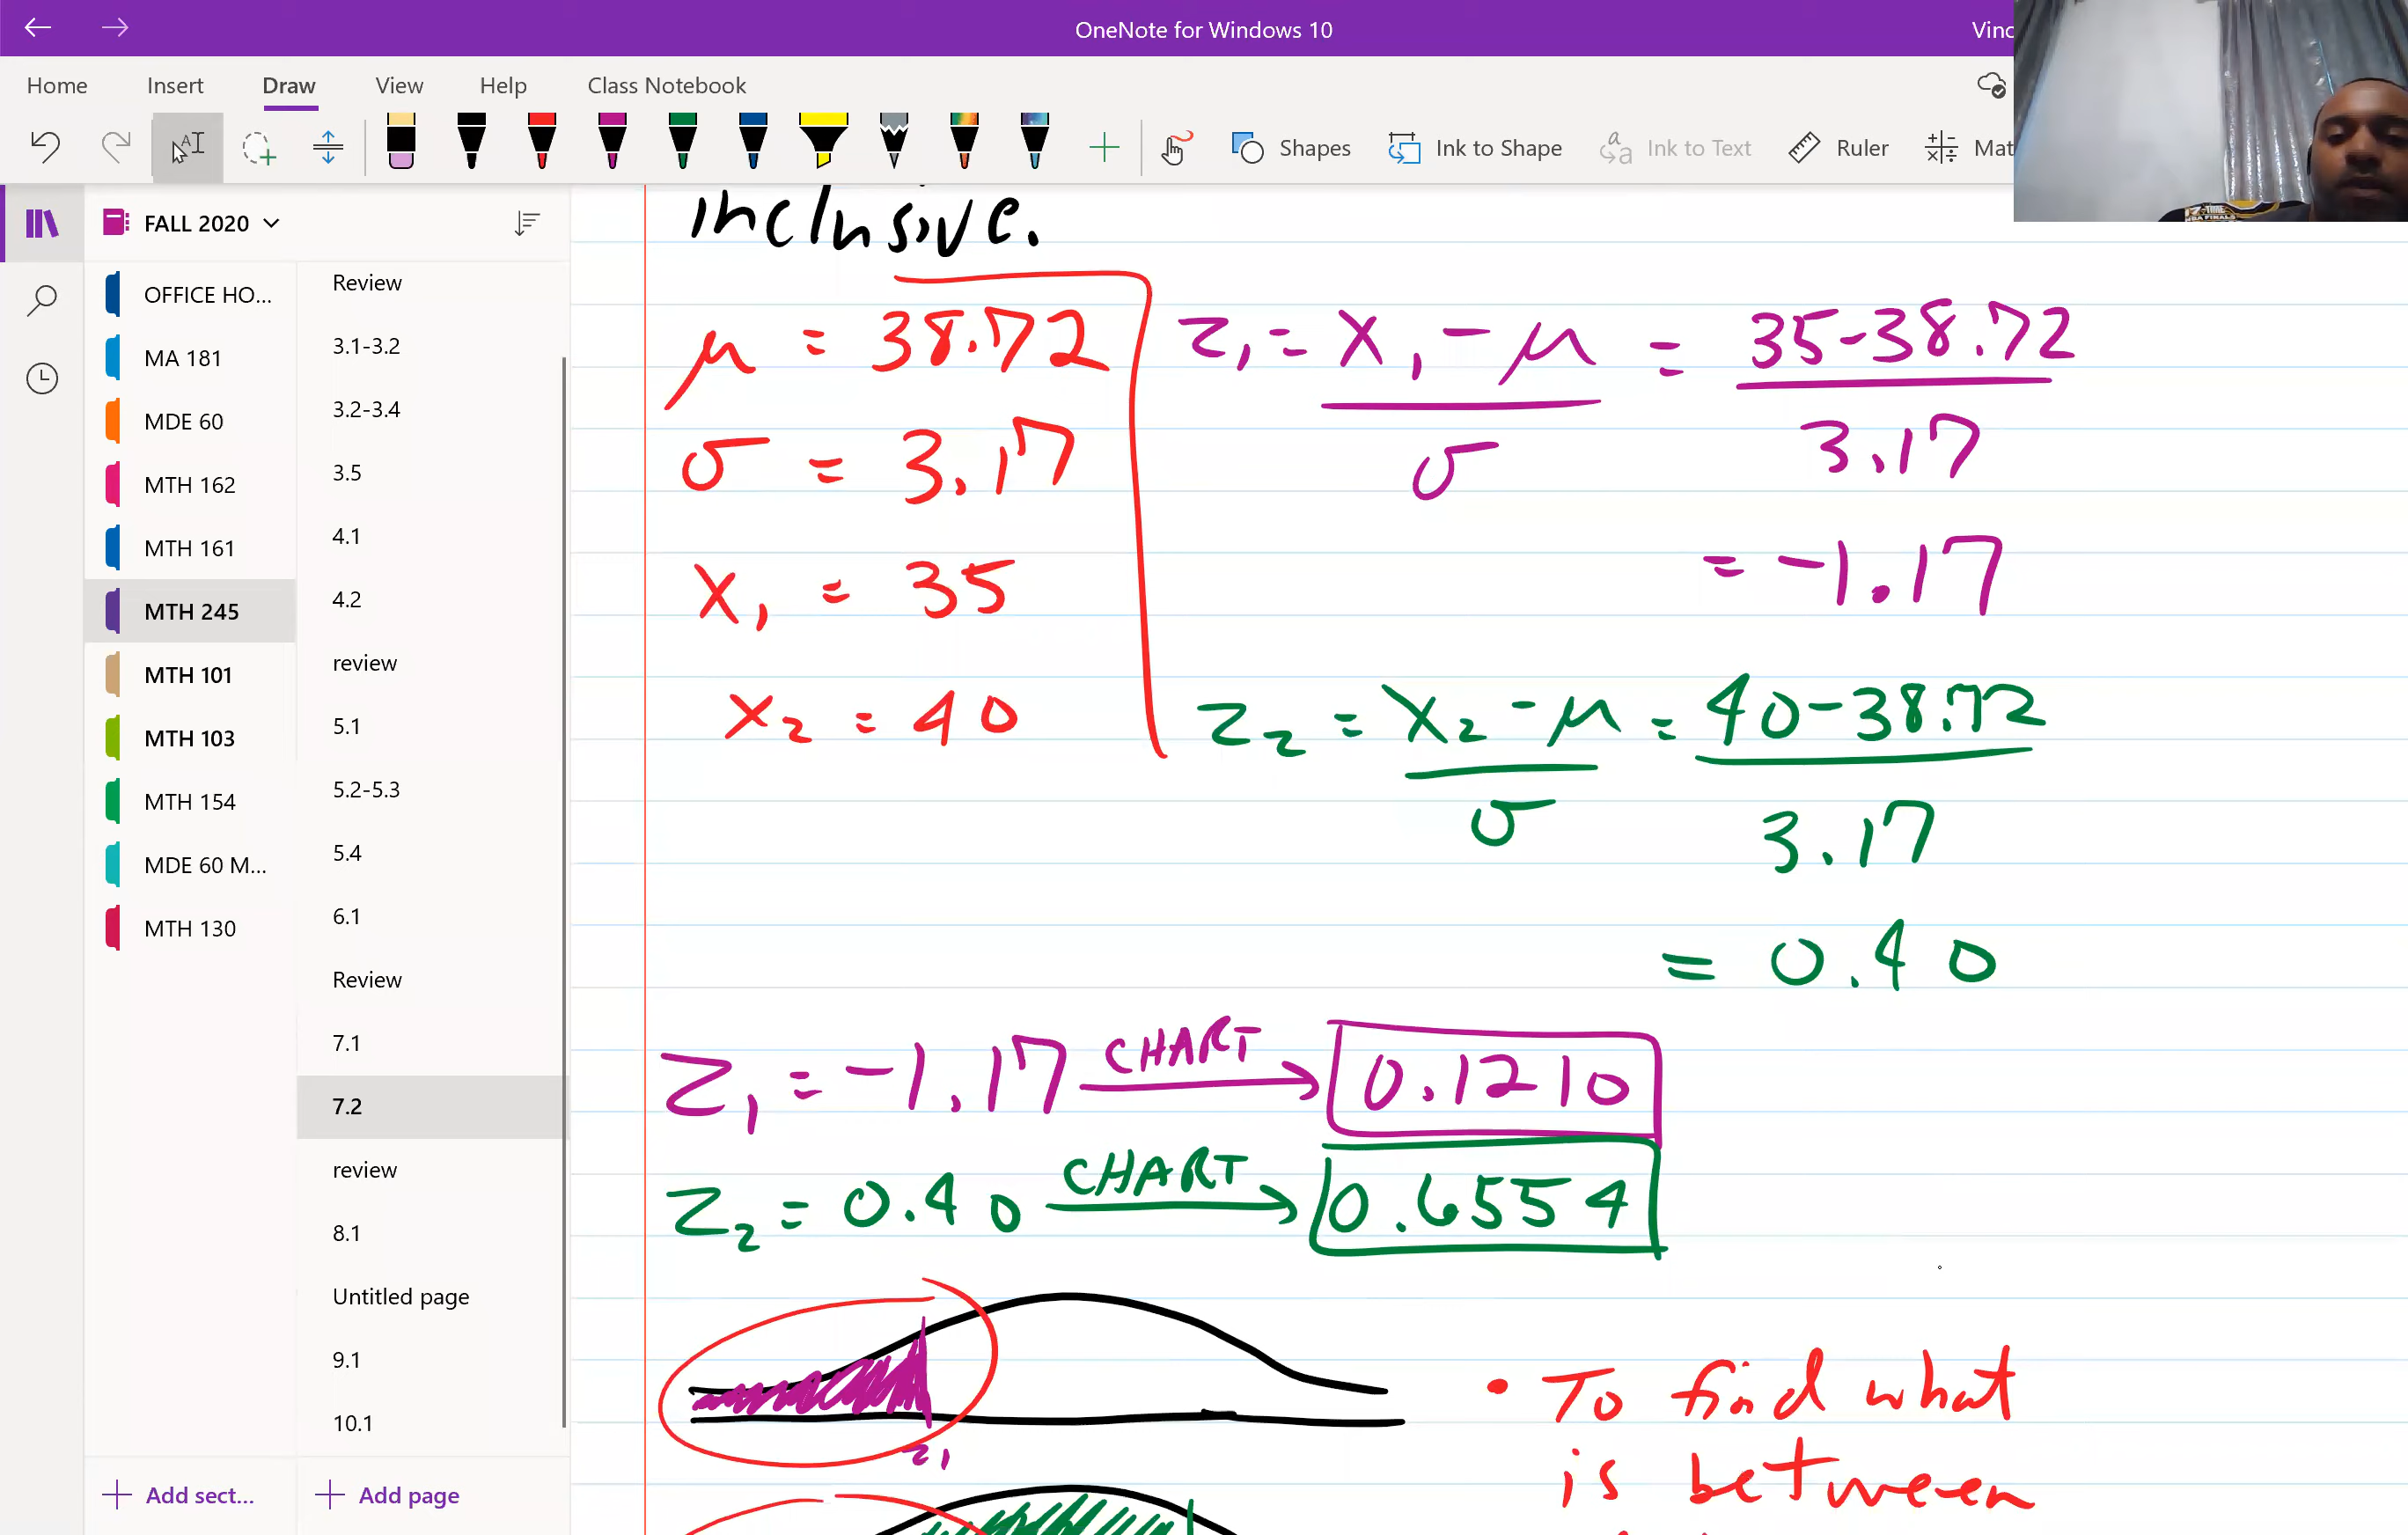 OneNote for Windows 10
Vinc
Home Insert Draw View Help Class Notebook
Shapes Ink to Shape Ink to Text Ruler Mat
FALL 2020
OFFICE HO...
MA 181
MDE 60
MTH 162
MTH 161
MTH 245
MTH 101
MTH 103
MTH 154
MDE 60 M...
MTH 130
Add sect...
Review
3.1-3.2
3.2-3.4
3.5
4.1
4.2
review
5.1
5.2-5.3
5.4
6.1
Review
7.1
7.2
review
8.1
Untitled page
9.1
10.1
Add page
inclusive.
μ = 38.72
σ = 3.17
x₁ = 35
x₂ = 40
z₁ = x₁ - μ = 35-38.72
σ 3.17
= -1.17
z₂ = x₂ - μ = 40-38.72
σ 3.17
= 0.40
z₁ = -1.17 CHART → 0.1210
z₂ = 0.40 CHART → 0.6554
z₁
• To find what
is between